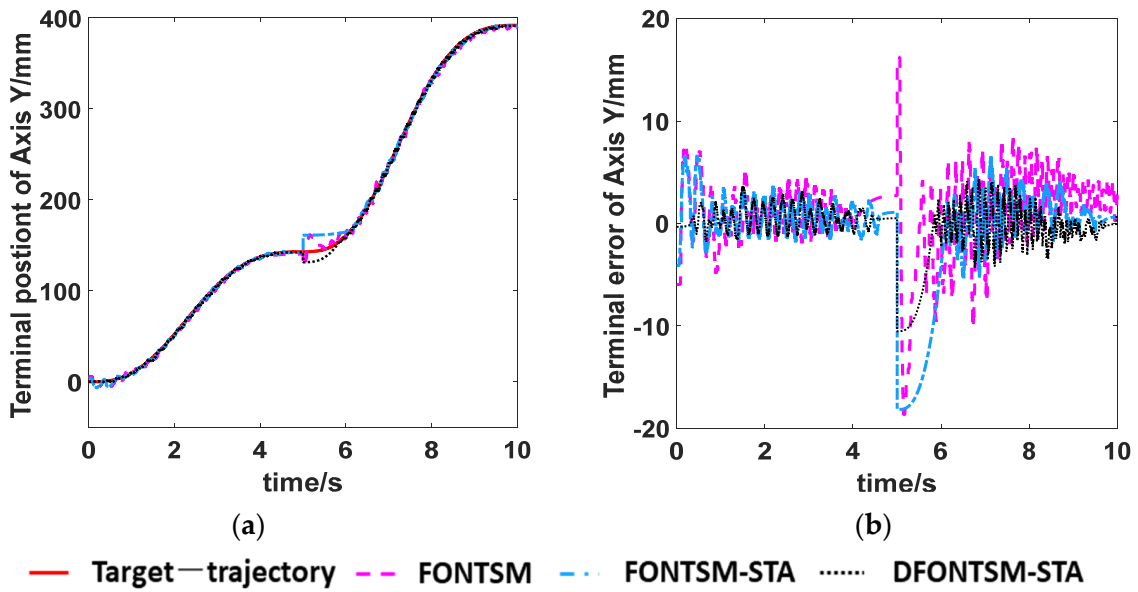 400
300
200
100
0
0 2 4 6 8 10
Terminal postiont of Axis Y/mm
time/s
(a)
20
10
0
-10
-20
0 2 4 6 8 10
Terminal error of Axis Y/mm
time/s
(b)
Target—trajectory FONTSM FONTSM-STA DFONTSM-STA